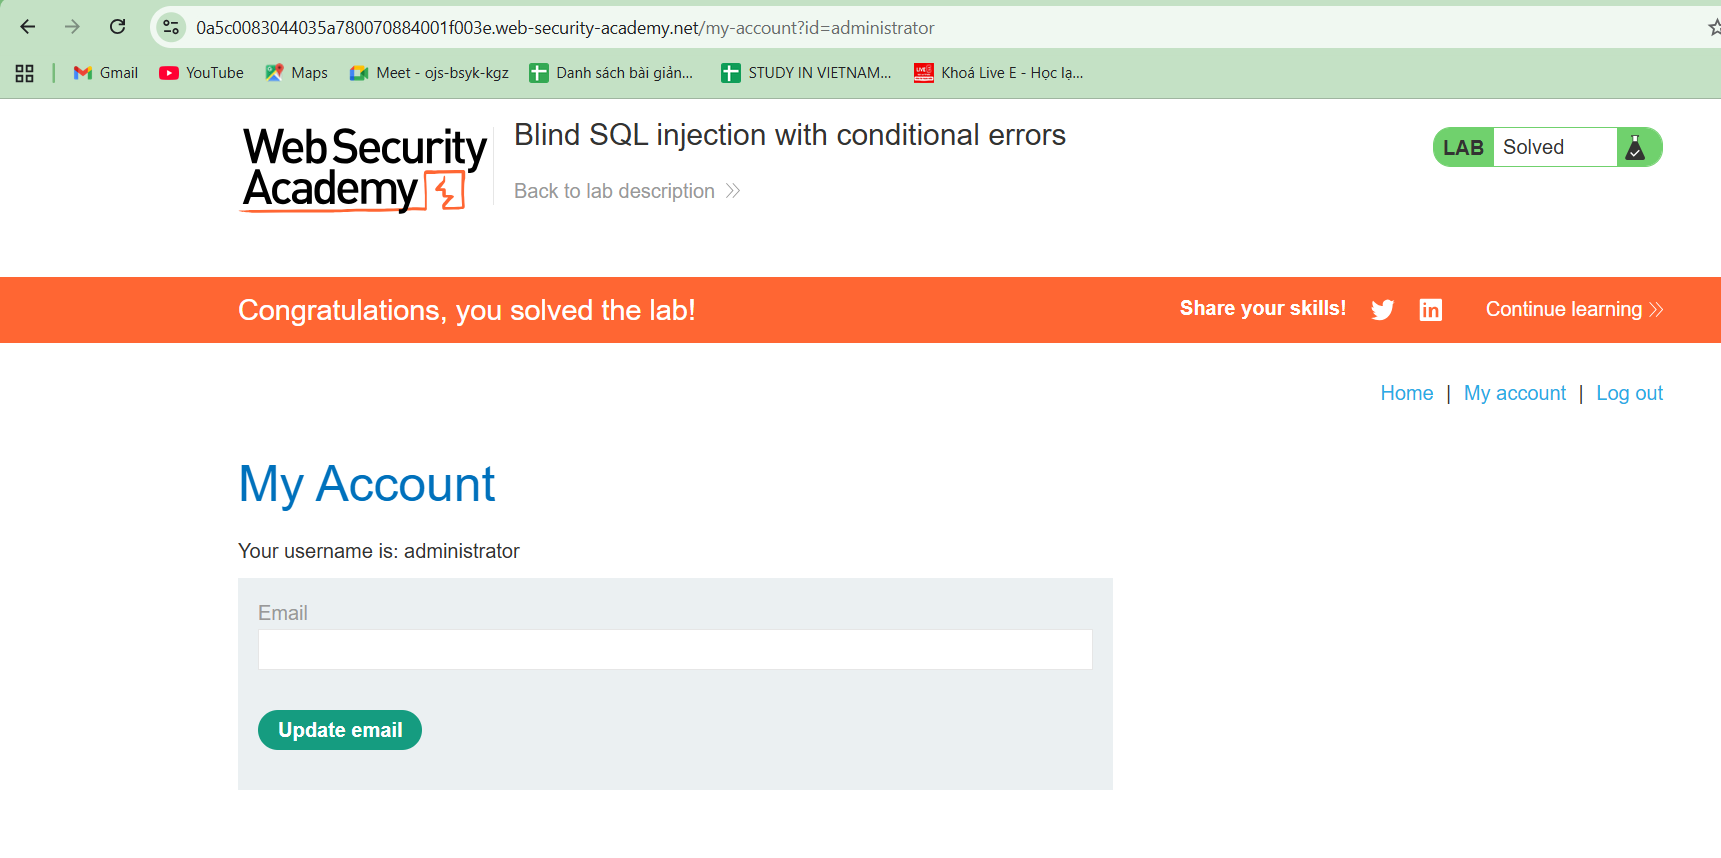 0a5c0083044035a780070884001f003e.web-security-academy.net/my-account?id=administrator
Gmail YouTube Maps Meet - ojs-bsyk-kgz Danh sách bài giản... STUDY IN VIETNAM... Khoá Live E - Học lạ...
Web Security
Academy
Blind SQL injection with conditional errors
Back to lab description
LAB Solved
Congratulations, you solved the lab!
Share your skills!
Continue learning
Home | My account | Log out
My Account
Your username is: administrator
Email
Update email